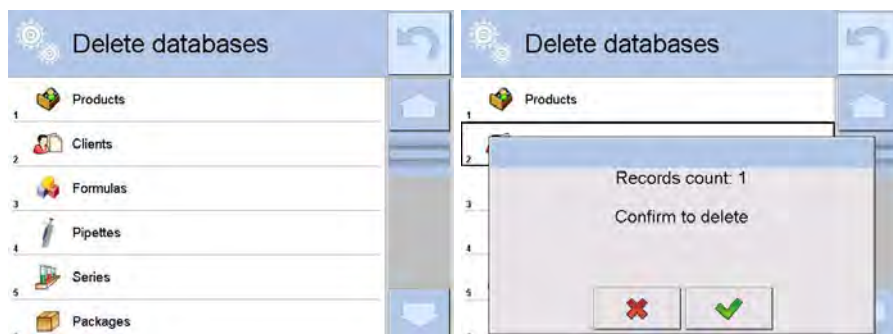 Delete databases
1 Products
2 Clients
3 Formulas
4 Pipettes
5 Series
Packages
Delete databases
1 Products
2
3
4
5
Records count: 1
Confirm to delete